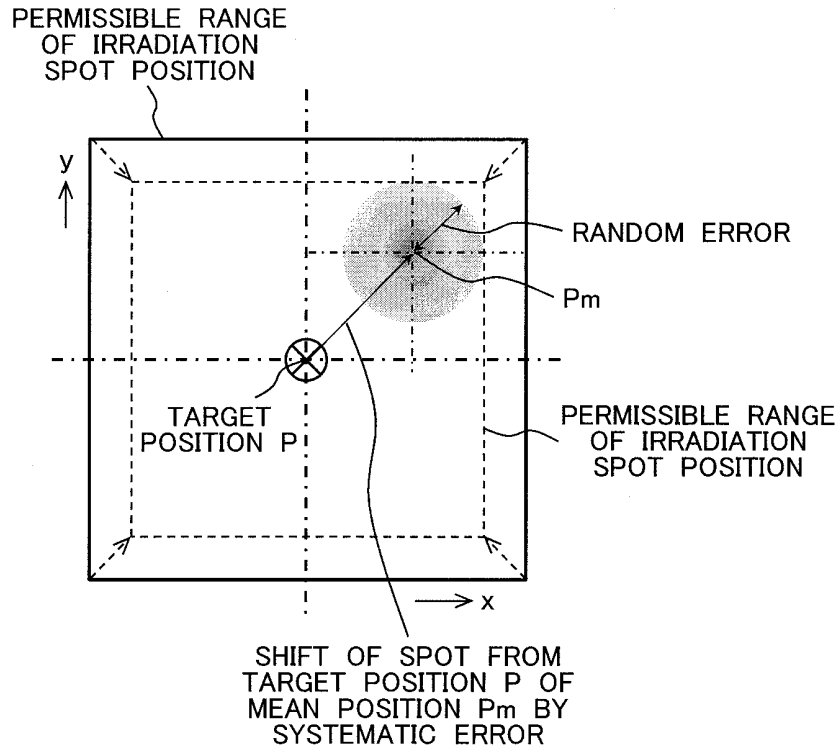 PERMISSIBLE RANGE
OF IRRADIATION
SPOT POSITION
y
RANDOM ERROR
Pm
TARGET
POSITION P
PERMISSIBLE RANGE
OF IRRADIATION
SPOT POSITION
x
SHIFT OF SPOT FROM
TARGET POSITION P OF
MEAN POSITION Pm BY
SYSTEMATIC ERROR